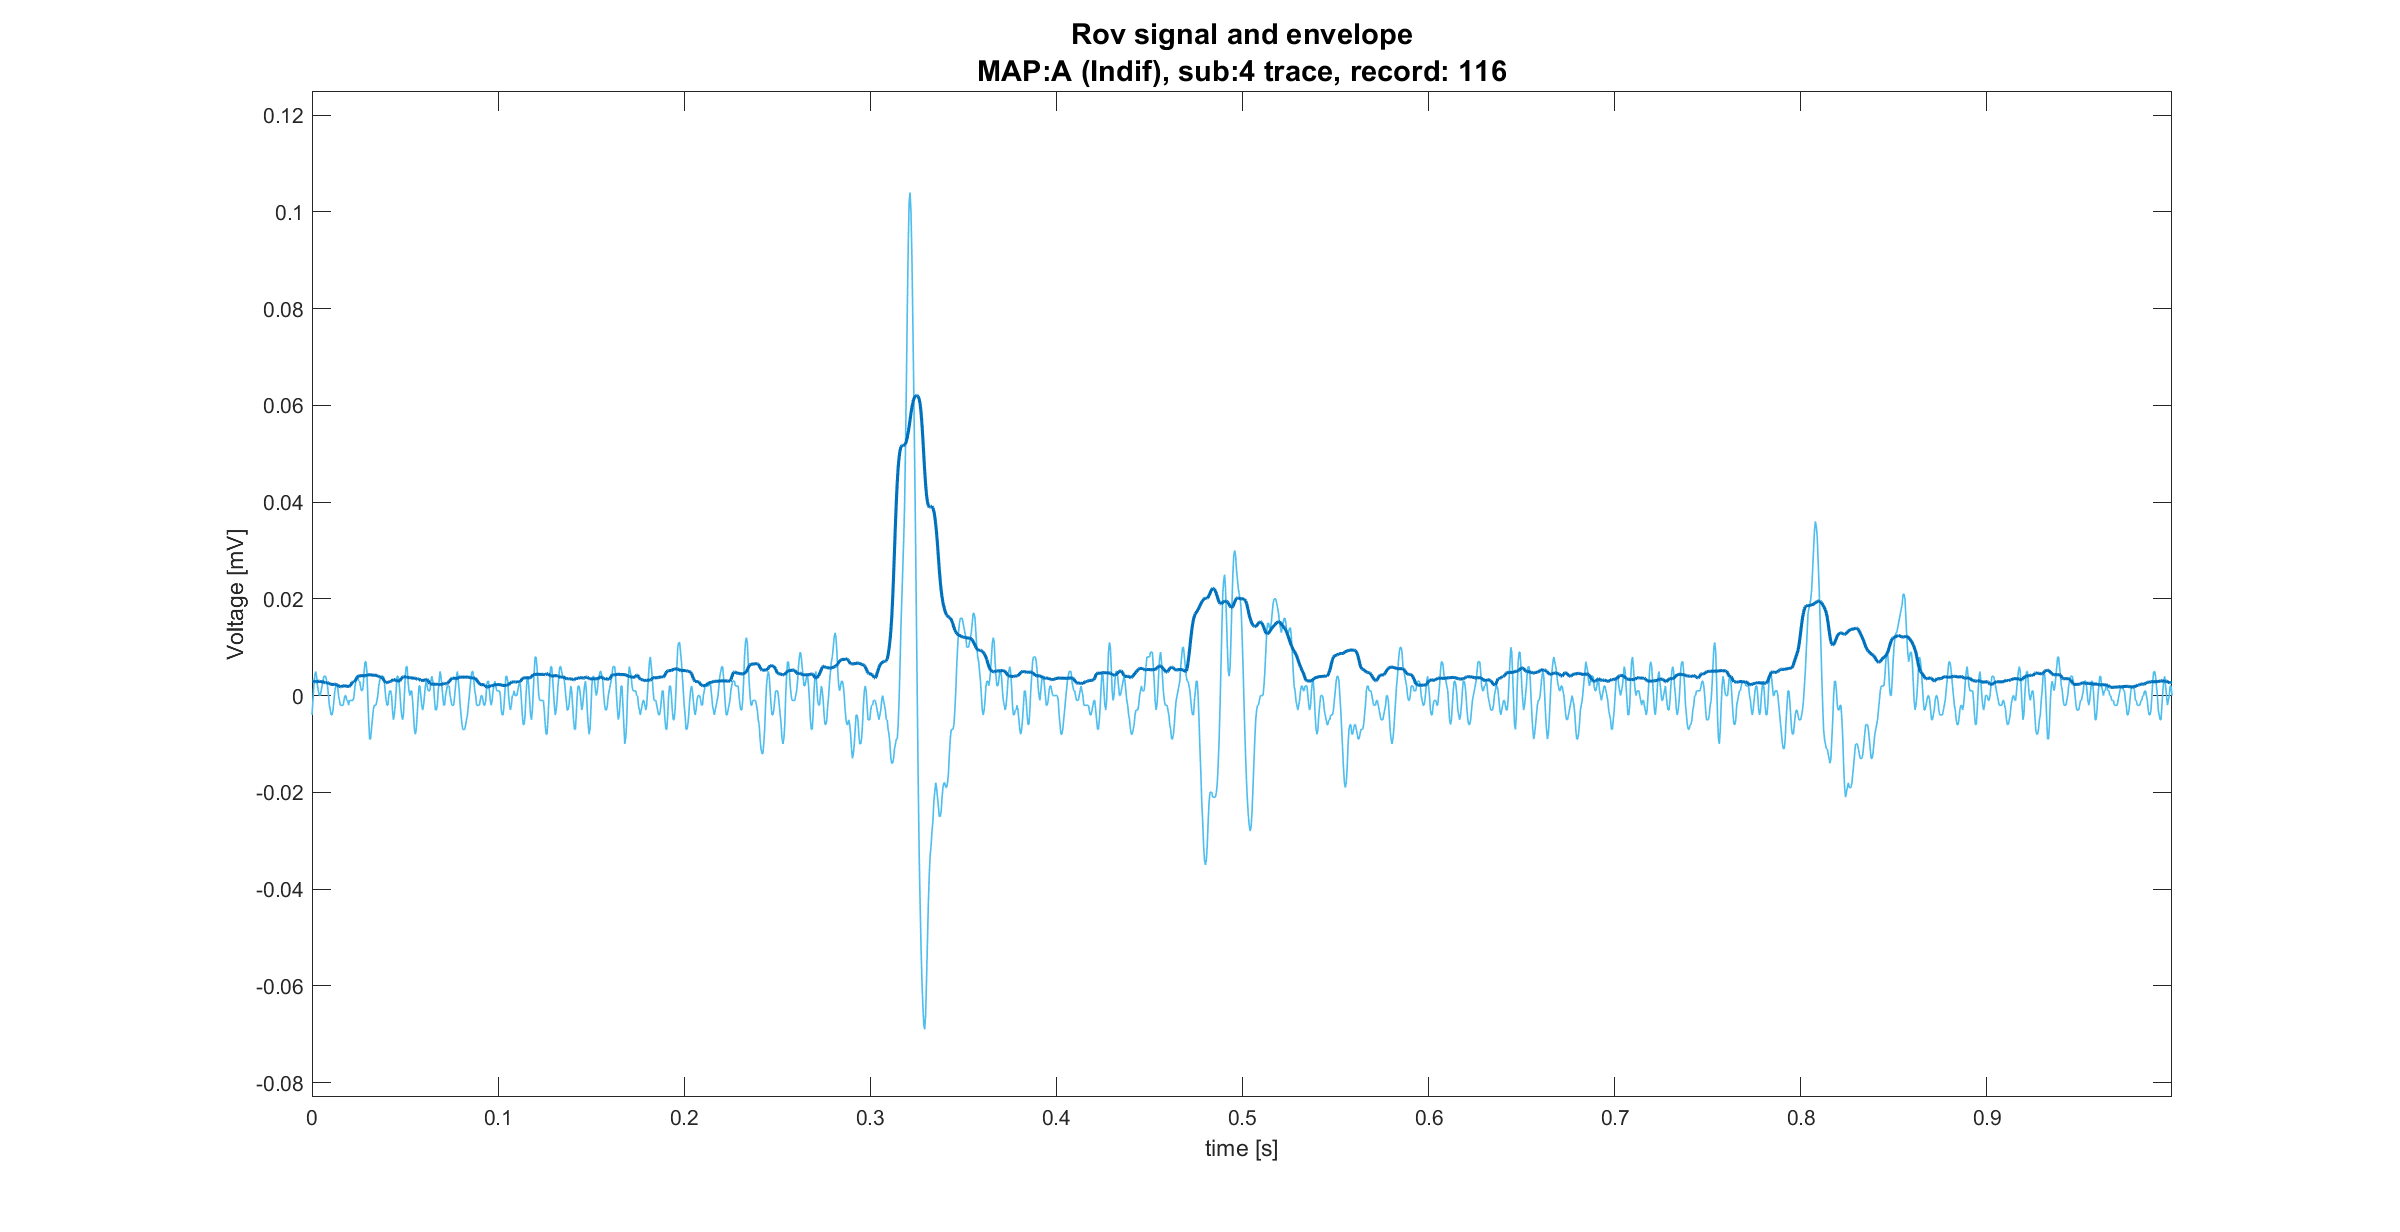 Rov signal and envelope
MAP:A (Indif), sub:4 trace, record: 116
0.12
0.1
0.08
0.06
0.04
0.02
0
-0.02
-0.04
-0.06
-0.08
Voltage [mV]
0 0.1 0.2 0.3 0.4 0.5 0.6 0.7 0.8 0.9
time [s]